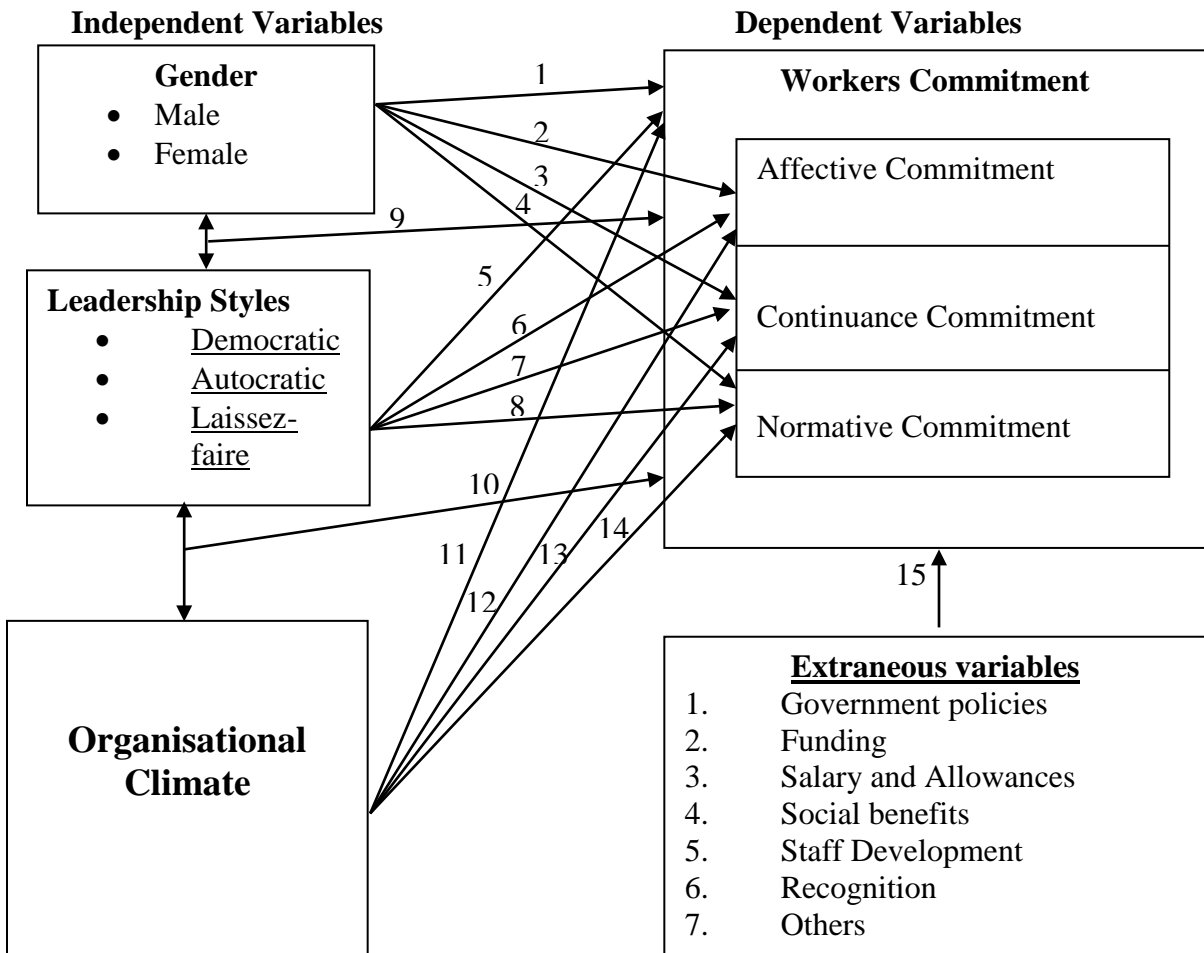 Independent Variables
Dependent Variables
Gender
• Male
• Female
Leadership Styles
• Democratic
• Autocratic
• Laissez-
faire
Organisational
Climate
1
2
3
4
9
5
6
7
8
10
11
12
13
14
15
Workers Commitment
Affective Commitment
Continuance Commitment
Normative Commitment
Extraneous variables
1. Government policies
2. Funding
3. Salary and Allowances
4. Social benefits
5. Staff Development
6. Recognition
7. Others